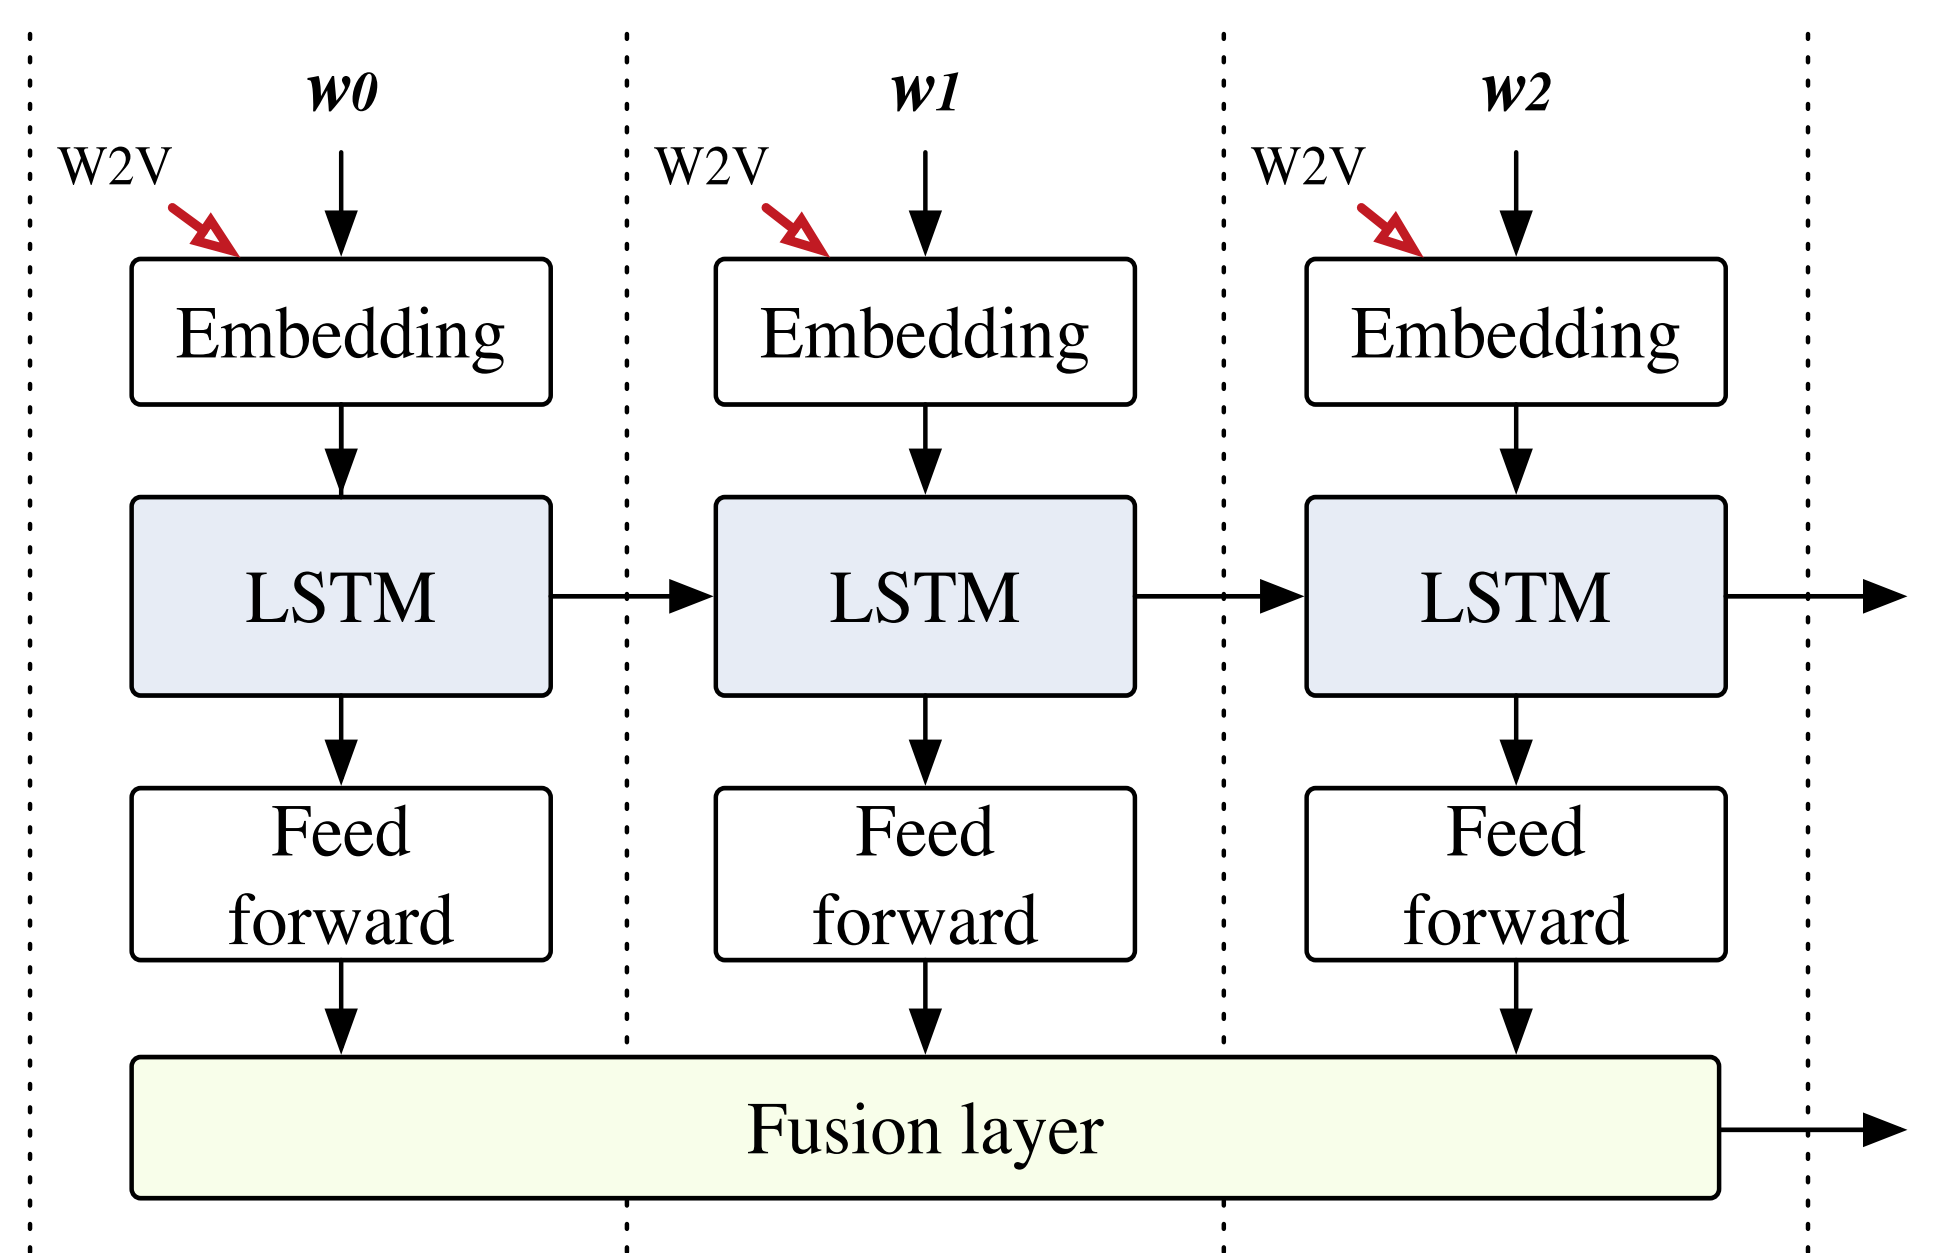 w0 w1 w2
W2V W2V W2V
Embedding Embedding Embedding
LSTM LSTM LSTM
Feed Feed Feed
forward forward forward
Fusion layer